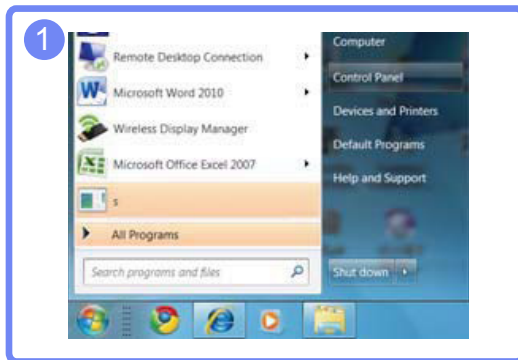 1
Remote Desktop Connection
Microsoft Word 2010
Wireless Display Manager
Microsoft Office Excel 2007
s
All Programs
Search programs and files
Computer
Control Panel
Devices and Printers
Default Programs
Help and Support
Shut down